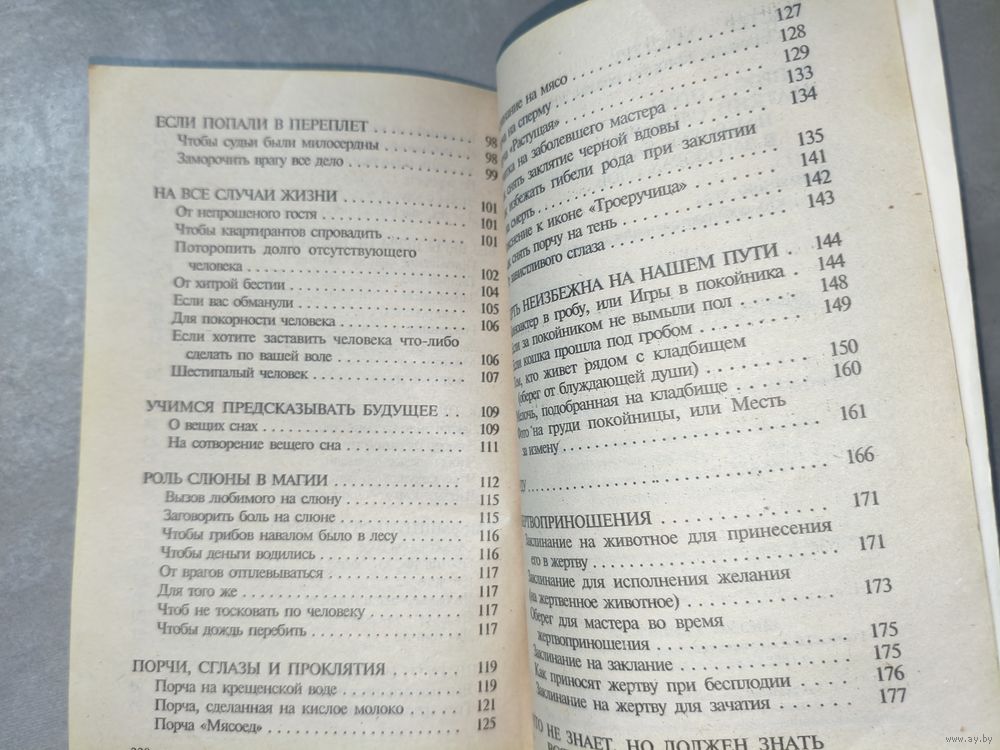 ЕСЛИ ПОПАЛИ В ПЕРЕПЛЕТ . . . . . . . . . 98
Чтобы судьи были милосердны . . . . . . . . . 98
Заморочить врагу все дело . . . . . . . . . 99
НА ВСЕ СЛУЧАИ ЖИЗНИ . . . . . . . . . 101
От непрошеного гостя . . . . . . . . . 101
Чтобы квартирантов спровадить . . . . . . . . . 101
Поторопить долго отсутствующего
человека . . . . . . . . . 102
От хитрой бестии . . . . . . . . . 104
Если вас обманули . . . . . . . . . 105
Для покорности человека . . . . . . . . . 106
Если хотите заставить человека что-либо
сделать по вашей воле . . . . . . . . . 106
Шестипалый человек . . . . . . . . . 107
УЧИМСЯ ПРЕДСКАЗЫВАТЬ БУДУЩЕЕ . . 109
О вещих снах . . . . . . . . . 109
На сотворение вещего сна . . . . . . . . . 111
РОЛЬ СЛЮНЫ В МАГИИ . . . . . . . . . 112
Вызов любимого на слюну . . . . . . . . . 115
Заговорить боль на слюне . . . . . . . . . 115
Чтобы грибов навалом было в лесу . . . . . . 116
Чтобы деньги водились . . . . . . . . . 116
От врагов отплевываться . . . . . . . . . 117
Для того же . . . . . . . . . 117
Чтоб не тосковать по человеку . . . . . . . . . 117
Чтобы дождь перебить . . . . . . . . . 117
ПОРЧИ, СГЛАЗЫ И ПРОКЛЯТИЯ . . . . . . 119
Порча на крещенской воде . . . . . . . . . 119
Порча, сделанная на кислое молоко . . . . . . 121
Порча «Мясоед» . . . . . . . . . 125
127
на мясо . . . . . . . . . 128
на сперму . . . . . . . . . 129
«Растущая» . . . . . . . . . 133
на заболевшего мастера . . . . . . . . . 134
снять заклятие черной вдовы . . . . . . . . .
избежать гибели рода при заклятии
смерть . . . . . . . . . 135
к иконе «Троеручица» . . . . . . . . . 141
снять порчу на тень . . . . . . . . . 142
завистливого сглаза . . . . . . . . . 143
НЕИЗБЕЖНА НА НАШЕМ ПУТИ . 144
в гробу, или Игры в покойника . 144
за покойником не вымыли пол . . . . . . 148
кошка прошла под гробом . . . . . . . . . 149
кто живет рядом с кладбищем
(оберег от блуждающей души) . . . . . . . . . 150
Мелочь, подобранная на кладбище . . . . . . 160
Фото на груди покойницы, или Месть
за измену . . . . . . . . . 161
. . . . . . . . . 166
ЖЕРТВОПРИНОШЕНИЯ . . . . . . . . . 171
Заклинание на животное для принесения
его в жертву . . . . . . . . . 171
Заклинание для исполнения желания
(на жертвенное животное) . . . . . . . . . 173
Оберег для мастера во время
жертвоприношения . . . . . . . . . 175
Заклинание на заклание . . . . . . . . . 175
Как приносят жертву при бесплодии . . . . . . 176
Заклинание на жертву для зачатия . . . . . . 177
НЕ ЗНАЕТ, НО ДОЛЖЕН ЗНАТЬ
www.ay.by